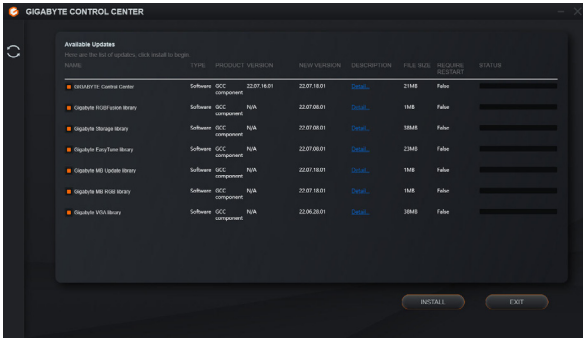 GIGABYTE CONTROL CENTER
Available Updates
Here are the list of updates, click install to begin.
NAME TYPE PRODUCT VERSION NEW VERSION DESCRIPTION FILE SIZE REQUIRE RESTART STATUS
GIGABYTE Control Center Software GCC component 22.07.16.01 22.07.18.01 Detail... 21MB False
Gigabyte RGBFusion library Software GCC component N/A 22.07.08.01 Detail... 1MB False
Gigabyte Storage library Software GCC component N/A 22.07.08.01 Detail... 38MB False
Gigabyte EasyTune library Software GCC component N/A 22.07.08.01 Detail... 23MB False
Gigabyte MB Update library Software GCC component N/A 22.07.18.01 Detail... 1MB False
Gigabyte MB RGB library Software GCC component N/A 22.07.18.01 Detail... 1MB False
Gigabyte VGA library Software GCC component N/A 22.06.28.01 Detail... 38MB False
INSTALL EXIT